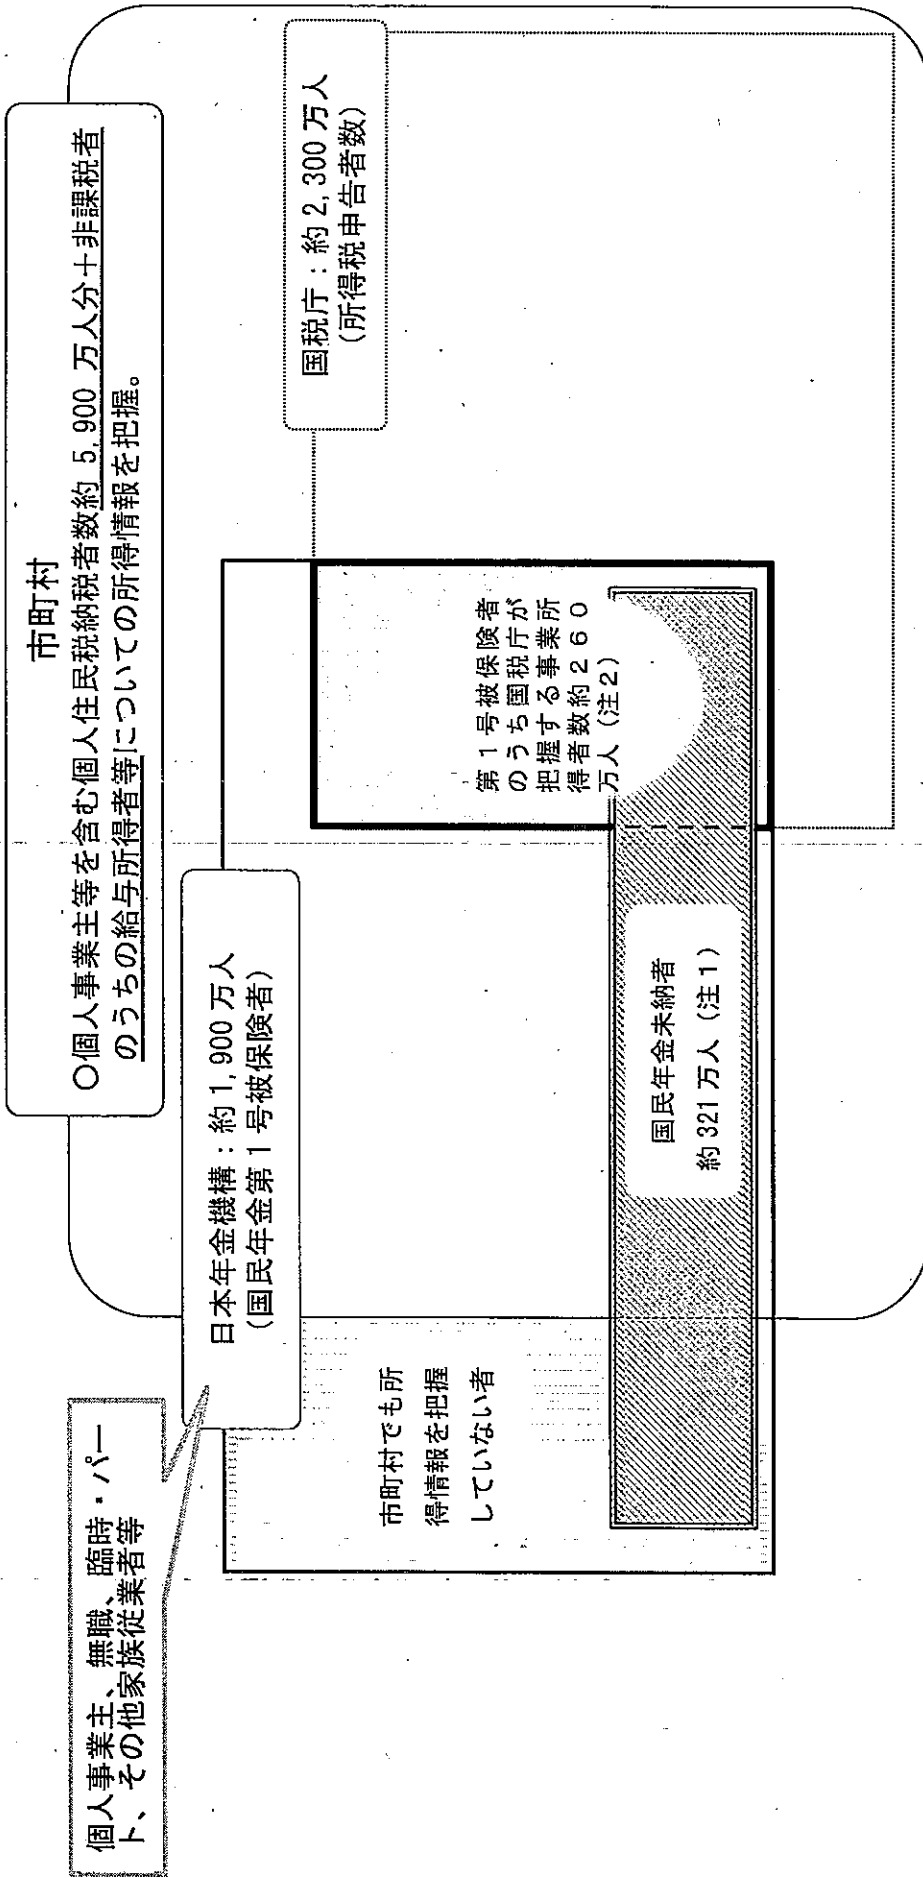 市町村
〇個人事業主等を含む個人住民税納税者数約 5,900 万人分＋非課税者
のうちの給与所得者等についての所得情報を把握。
個人事業主、無職、臨時・パー
ト、その他家族従業者等
日本年金機構：約 1,900 万人
（国民年金第１号被保険者）
国税庁：約 2,300 万人
（所得税申告者数）
市町村でも所
得情報を把握
していない者
第１号被保険者
のうち国税庁が
把握する事業所
得者数約２６０
万人（注２）
国民年金未納者
約 321 万人（注１）